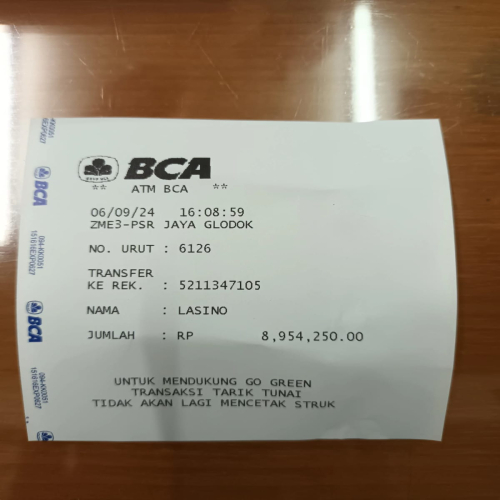 BCA
** ATM BCA **
06/09/24 16:08:59
ZME3-PSR JAYA GLODOK
NO. URUT : 6126
TRANSFER
KE REK. : 5211347105
NAMA : LASINO
JUMLAH : RP 8,954,250.00
UNTUK MENDUKUNG GO GREEN
TRANSAKSI TARIK TUNAI
TIDAK AKAN LAGI MENCETAK STRUK
BCA
BCA
BCA